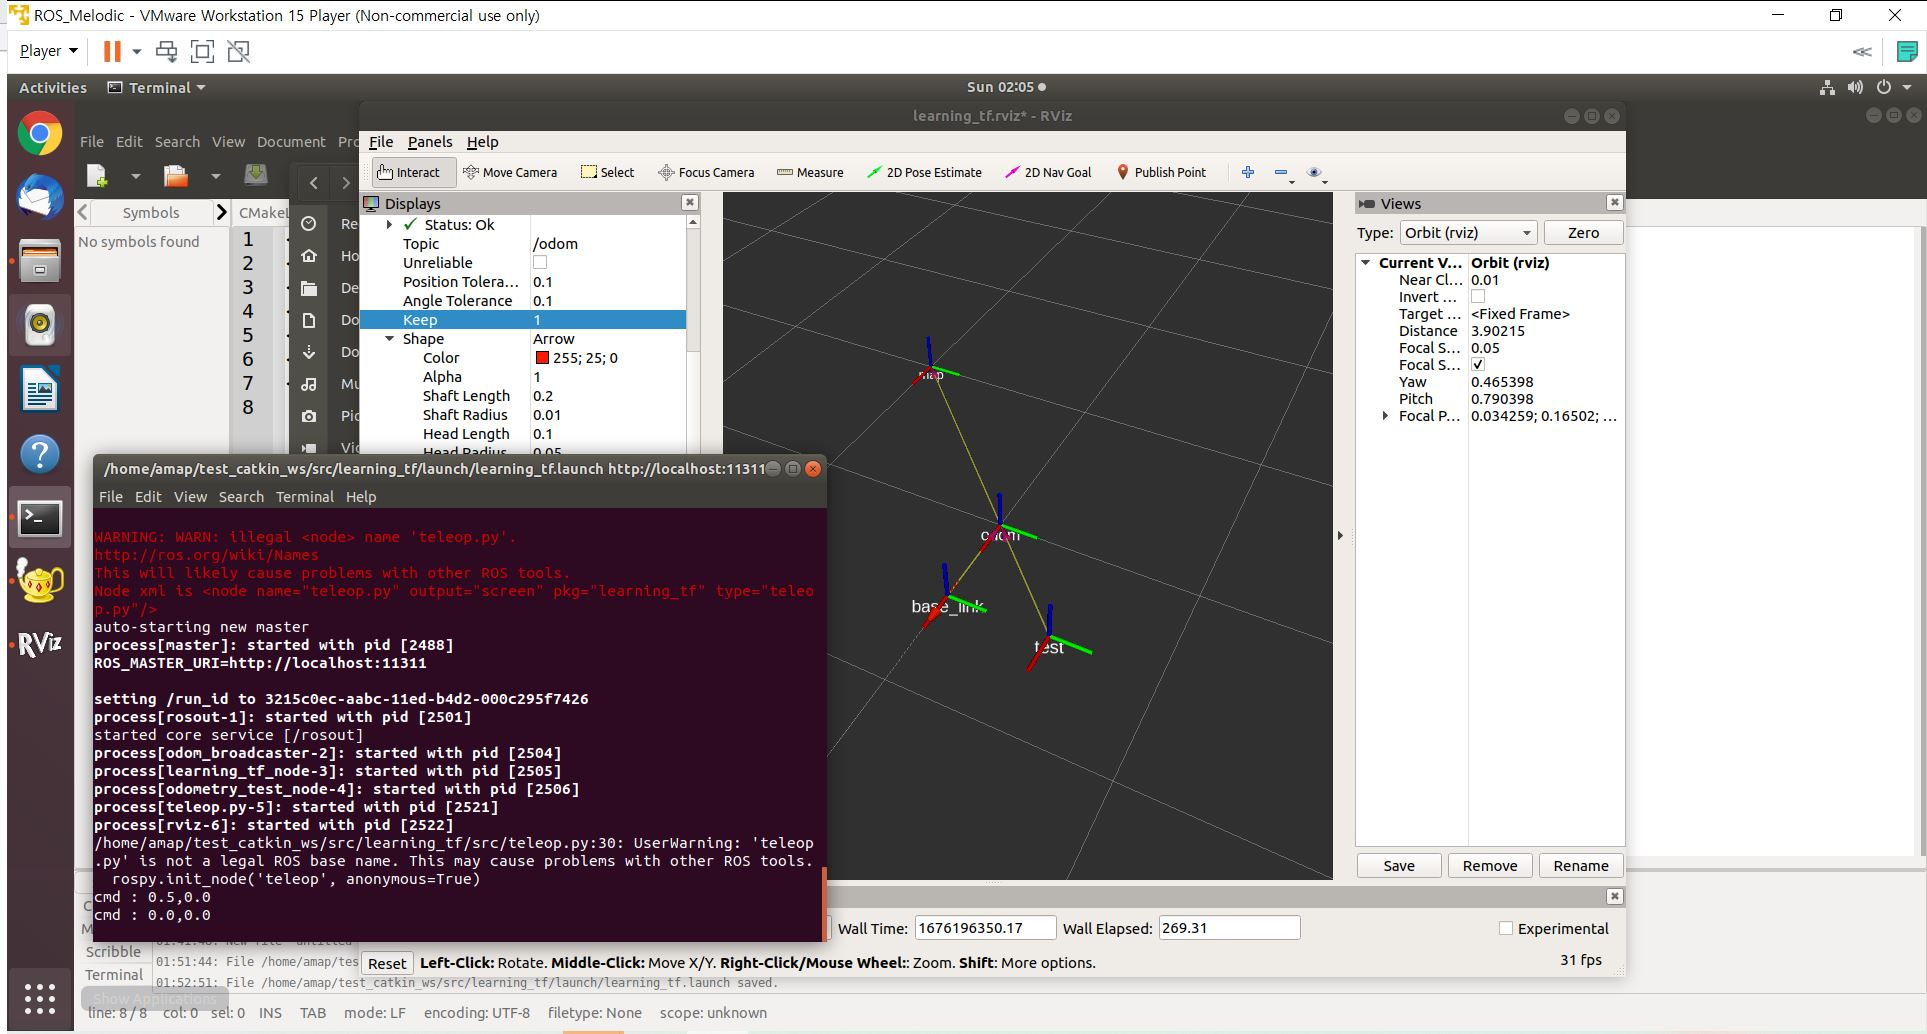 ROS_Melodic - VMware Workstation 15 Player (Non-commercial use only)
Player
Activities
Terminal
Sun 02:05
learning_tf.rviz* - RViz
File Edit Search View Document
File Panels Help
Interact
Move Camera
Select
Focus Camera
Measure
2D Pose Estimate
2D Nav Goal
Publish Point
Symbols
No symbols found
1
2
3
4
5
6
7
8
Displays
Status: Ok
Topic /odom
Unreliable
Position Tolera... 0.1
Angle Tolerance 0.1
Keep 1
Shape Arrow
Color 255; 25; 0
Alpha 1
Shaft Length 0.2
Shaft Radius 0.01
Head Length 0.1
Head Radius 0.05
map
odom
base_link
test
Views
Type: Orbit (rviz) Zero
Current V... Orbit (rviz)
Near Cl... 0.01
Invert ...
Target ... <Fixed Frame>
Distance 3.90215
Focal S... 0.05
Focal S...
Yaw 0.465398
Pitch 0.790398
Focal P... 0.034259; 0.16502; ...
Save Remove Rename
/home/amap/test_catkin_ws/src/learning_tf/launch/learning_tf.launch http://localhost:11311
File Edit View Search Terminal Help
WARNING: WARN: illegal <node> name 'teleop.py'.
http://ros.org/wiki/Names
This will likely cause problems with other ROS tools.
Node xml is <node name="teleop.py" output="screen" pkg="learning_tf" type="teleo
p.py"/>
auto-starting new master
process[master]: started with pid [2488]
ROS_MASTER_URI=http://localhost:11311
setting /run_id to 3215c0ec-aabc-11ed-b4d2-000c295f7426
process[rosout-1]: started with pid [2501]
started core service [/rosout]
process[odom_broadcaster-2]: started with pid [2504]
process[learning_tf_node-3]: started with pid [2505]
process[odometry_test_node-4]: started with pid [2506]
process[teleop.py-5]: started with pid [2521]
process[rviz-6]: started with pid [2522]
/home/amap/test_catkin_ws/src/learning_tf/src/teleop.py:30: UserWarning: 'teleop
.py' is not a legal ROS base name. This may cause problems with other ROS tools.
rospy.init_node('teleop', anonymous=True)
cmd : 0.5,0.0
cmd : 0.0,0.0
RViz
Wall Time: 1676196350.17 Wall Elapsed: 269.31
Experimental
Reset Left-Click: Rotate. Middle-Click: Move X/Y. Right-Click/Mouse Wheel:: Zoom. Shift: More options.
31 fps
Scribble
Terminal
01:51:44: File /home/amap/tes
01:52:51: File /home/amap/test_catkin_ws/src/learning_tf/launch/learning_tf.launch saved.
Show Applications
line: 8 / 8 col: 0 sel: 0 INS TAB mode: LF encoding: UTF-8 filetype: None scope: unknown